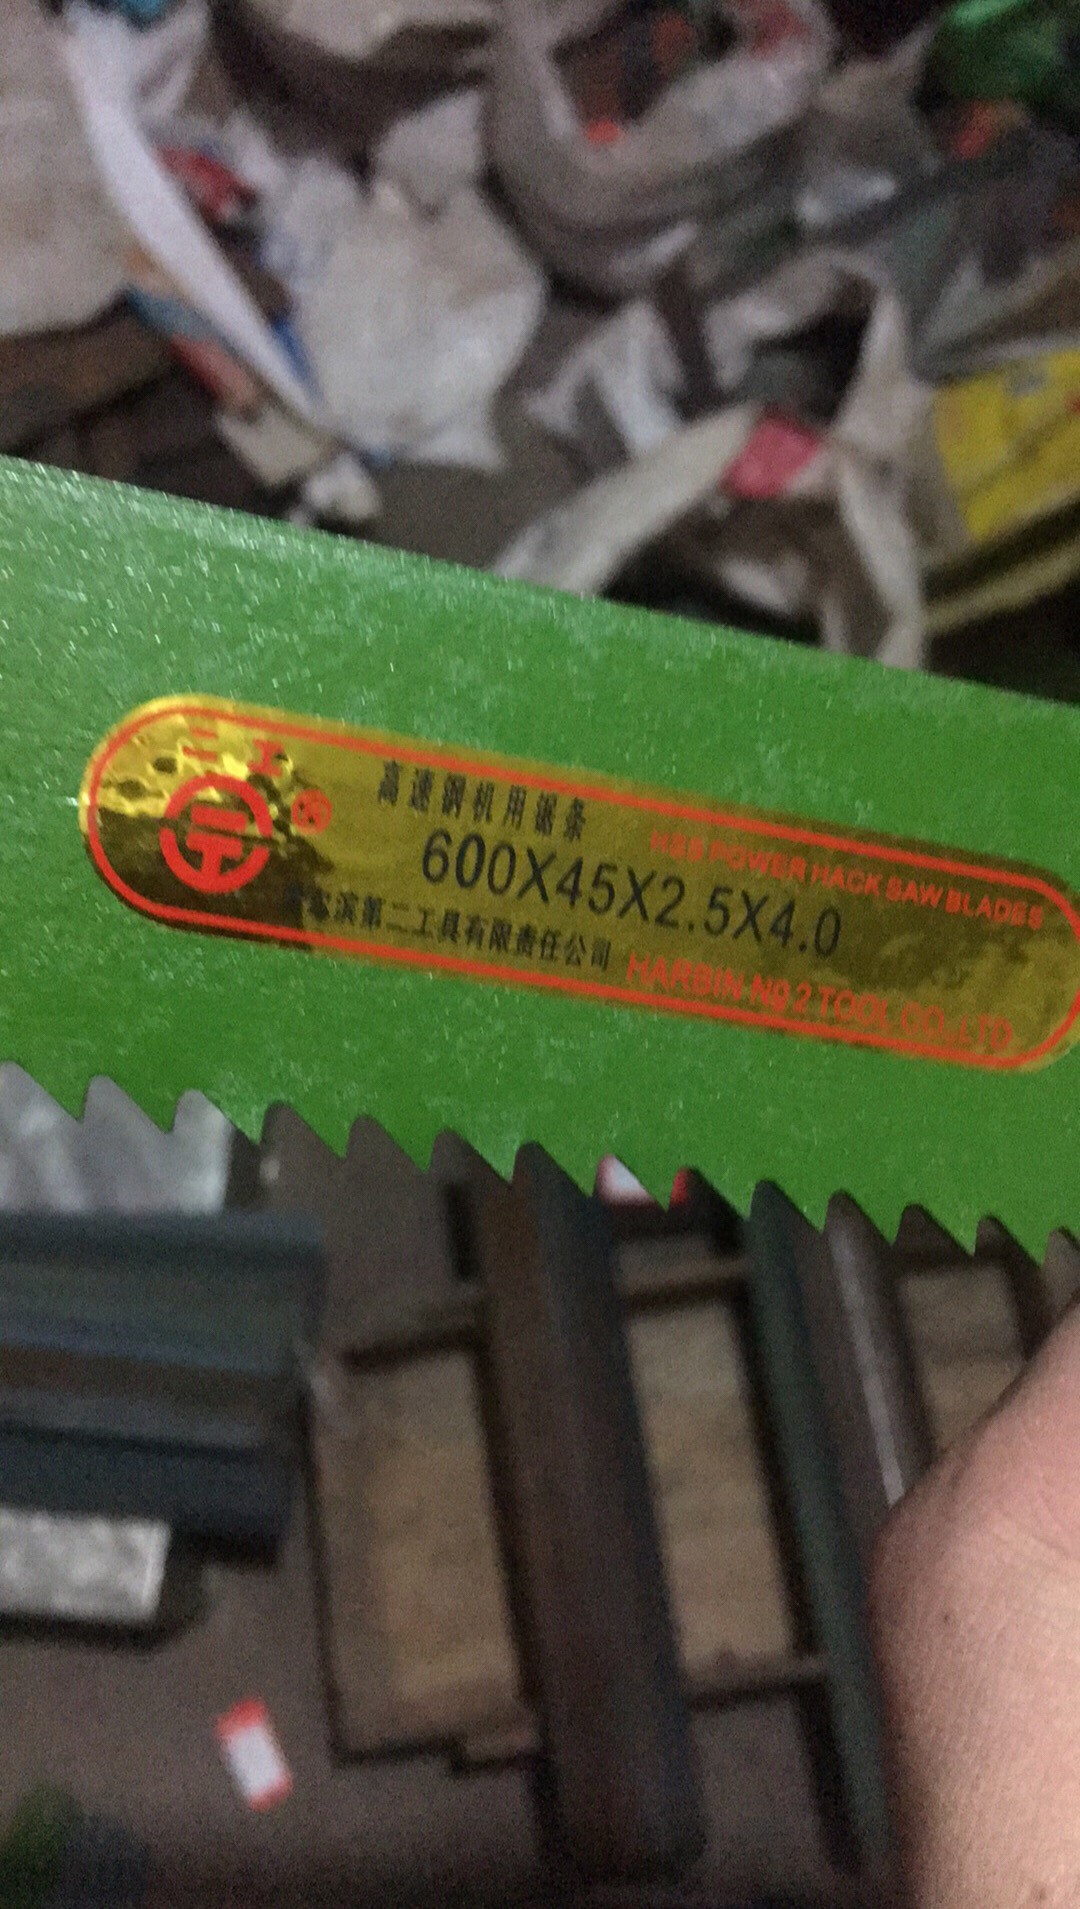 二工
®
高速钢机用锯条
HSS POWER HACK SAW BLADES
600X45X2.5X4.0
哈尔滨第二工具有限责任公司
HARBIN No 2 TOOL CO.,LTD